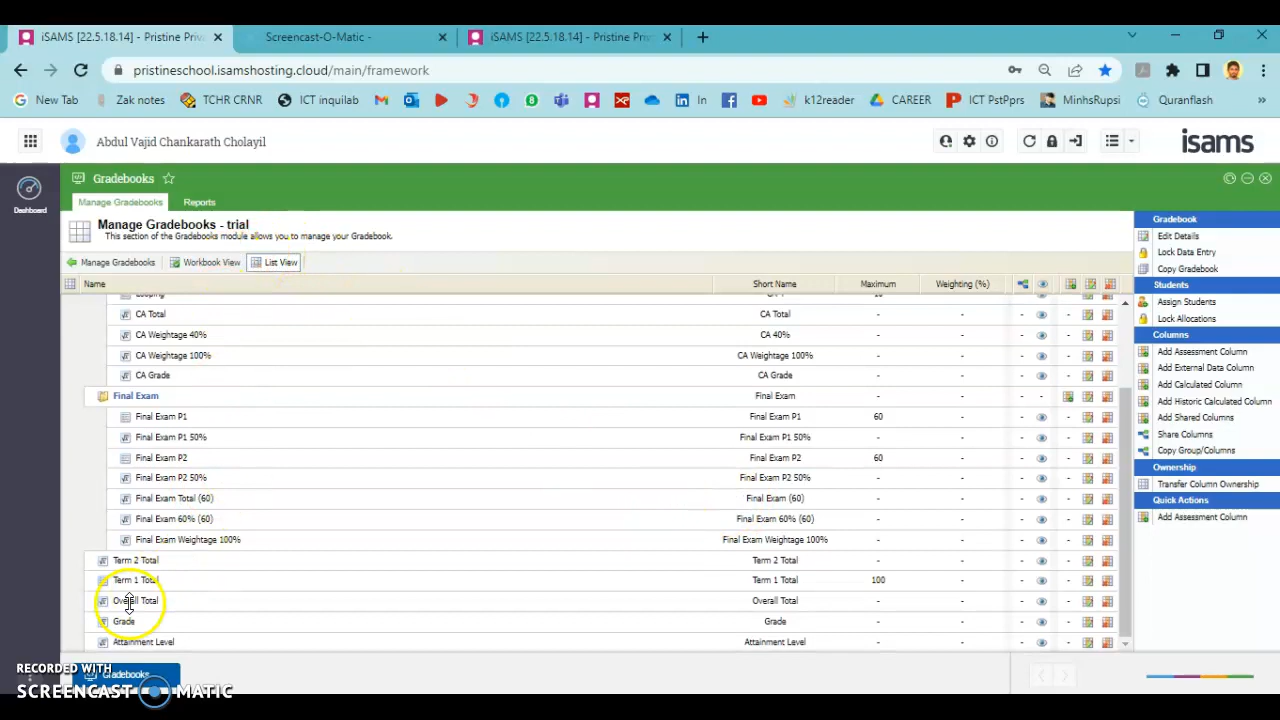 iSAMS [22.5.18.14] - Pristine Priv
Screencast-O-Matic -
iSAMS [22.5.18.14] - Pristine Priv
pristineschool.isamshosting.cloud/main/framework
New Tab
Zak notes
TCHR CRNR
ICT inquilab
In
k12reader
CAREER
ICT PstPprs
MinhsRupsi
Quranflash
Abdul Vajid Chankarath Cholayil
isams
Dashboard
Gradebooks
Manage Gradebooks Reports
Manage Gradebooks - trial
This section of the Gradebooks module allows you to manage your Gradebook.
Manage Gradebooks Workbook View List View
Name Short Name Maximum Weighting (%)
CA Total CA Total - -
CA Weightage 40% CA 40% - -
CA Weightage 100% CA Weightage 100% - -
CA Grade CA Grade - -
Final Exam Final Exam - -
Final Exam P1 Final Exam P1 60 -
Final Exam P1 50% Final Exam P1 50% - -
Final Exam P2 Final Exam P2 60 -
Final Exam P2 50% Final Exam P2 50% - -
Final Exam Total (60) Final Exam (60) - -
Final Exam 60% (60) Final Exam 60% (60) - -
Final Exam Weightage 100% Final Exam Weightage 100% - -
Term 2 Total Term 2 Total - -
Term 1 Total Term 1 Total 100 -
Overall Total Overall Total - -
Grade Grade - -
Attainment Level Attainment Level - -
Gradebook
Edit Details
Lock Data Entry
Copy Gradebook
Students
Assign Students
Lock Allocations
Columns
Add Assessment Column
Add External Data Column
Add Calculated Column
Add Historic Calculated Column
Add Shared Columns
Share Columns
Copy Group/Columns
Ownership
Transfer Column Ownership
Quick Actions
Add Assessment Column
Gradebooks
RECORDED WITH
SCREENCAST MATIC